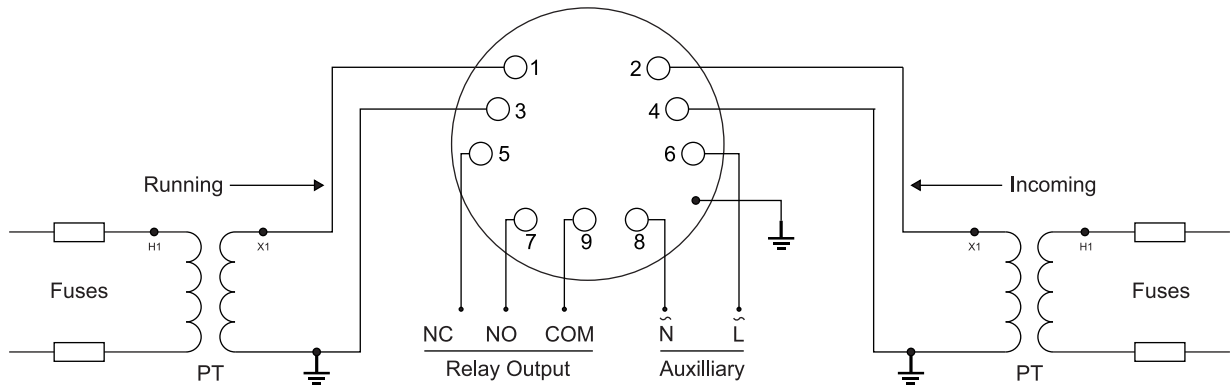 1 2
3 4
5 6
Running Incoming
7 9 8
H1 X1 X1 H1
Fuses Fuses
NC NO COM Ñ L̃
Relay Output Auxilliary
PT PT